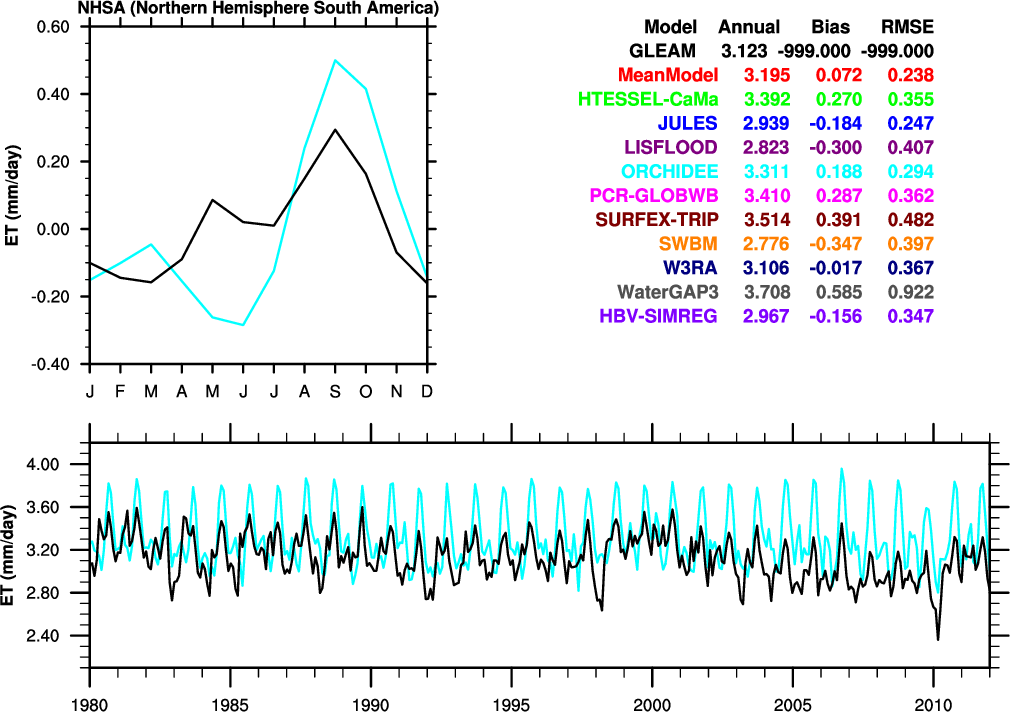 NHSA (Northern Hemisphere South America)
0.60
0.40
0.20
0.00
-0.20
-0.40
ET (mm/day)
J F M A M J J A S O N D
Model Annual Bias RMSE
GLEAM 3.123 -999.000 -999.000
MeanModel 3.195 0.072 0.238
HTESSEL-CaMa 3.392 0.270 0.355
JULES 2.939 -0.184 0.247
LISFLOOD 2.823 -0.300 0.407
ORCHIDEE 3.311 0.188 0.294
PCR-GLOBWB 3.410 0.287 0.362
SURFEX-TRIP 3.514 0.391 0.482
SWBM 2.776 -0.347 0.397
W3RA 3.106 -0.017 0.367
WaterGAP3 3.708 0.585 0.922
HBV-SIMREG 2.967 -0.156 0.347
4.00
3.60
3.20
2.80
2.40
ET (mm/day)
1980 1985 1990 1995 2000 2005 2010